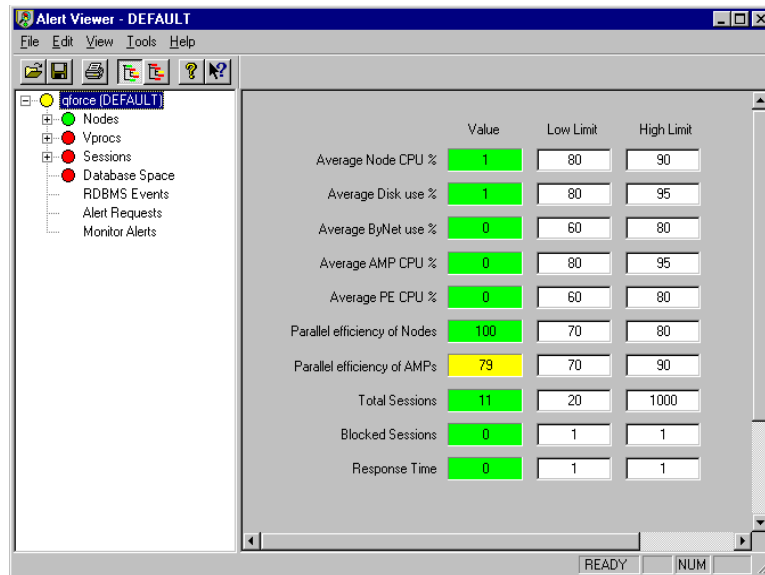 Alert Viewer - DEFAULT
File Edit View Tools Help
qforce (DEFAULT)
Nodes
Vprocs
Sessions
Database Space
RDBMS Events
Alert Requests
Monitor Alerts
Value Low Limit High Limit
Average Node CPU % 1 80 90
Average Disk use % 1 80 95
Average ByNet use % 0 60 80
Average AMP CPU % 0 80 95
Average PE CPU % 0 60 80
Parallel efficiency of Nodes 100 70 80
Parallel efficiency of AMPs 79 70 90
Total Sessions 11 20 1000
Blocked Sessions 0 1 1
Response Time 0 1 1
READY NUM